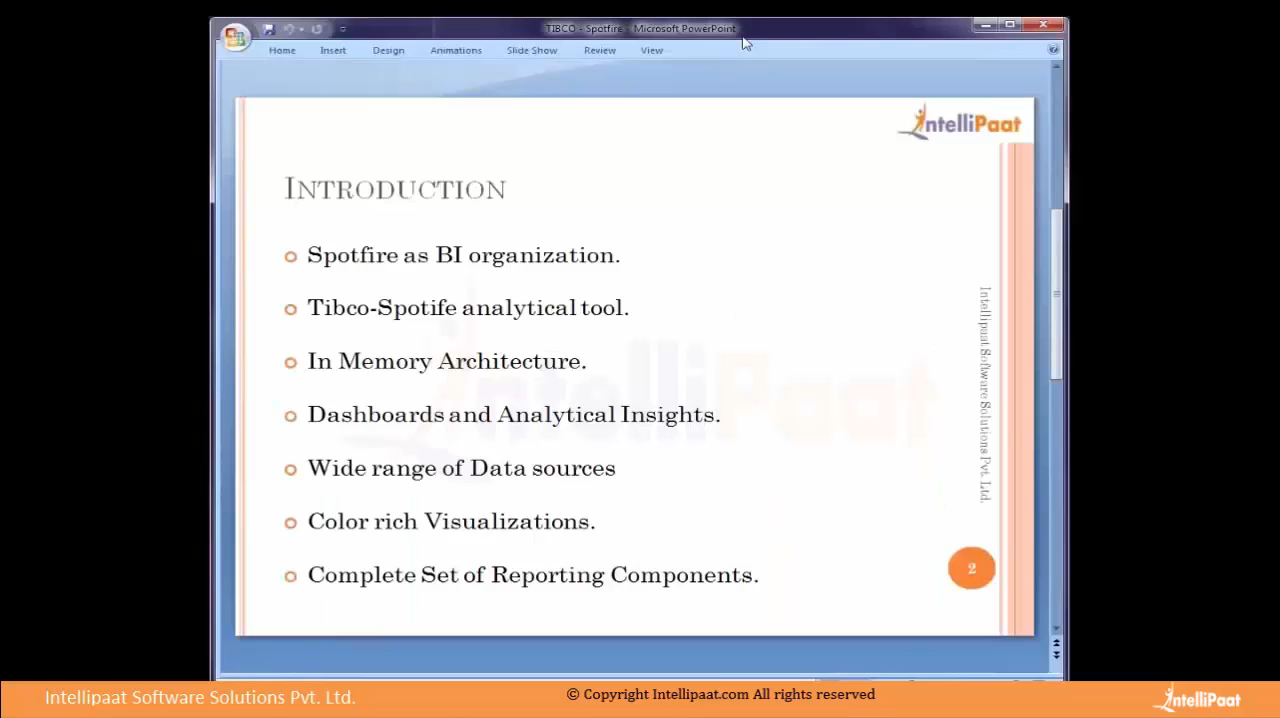 TIBCO - Spotfire - Microsoft PowerPoint
Home Insert Design Animations Slide Show Review View
IntelliPaat
INTRODUCTION
Spotfire as BI organization.
Tibco-Spotife analytical tool.
In Memory Architecture.
Dashboards and Analytical Insights.
Wide range of Data sources
Color rich Visualizations.
Complete Set of Reporting Components.
IntelliPaat
Intellipaat Software Solutions Pvt. Ltd.
2
Intellipaat Software Solutions Pvt. Ltd.
© Copyright Intellipaat.com All rights reserved
IntelliPaat